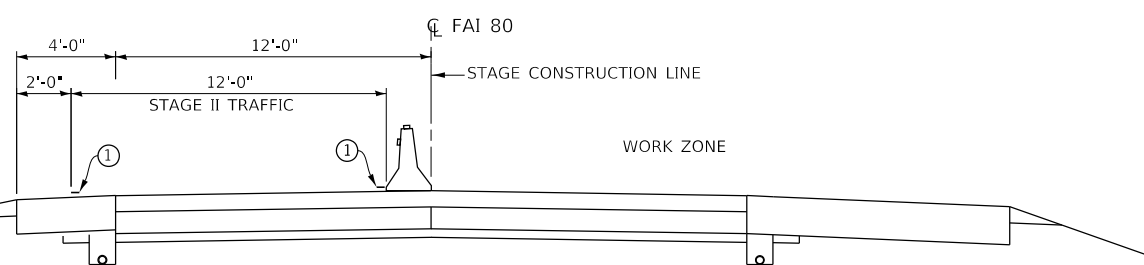 ℄ FAI 80
4'-0" 12'-0"
STAGE CONSTRUCTION LINE
2'-0" 12'-0"
STAGE II TRAFFIC
WORK ZONE
1 1